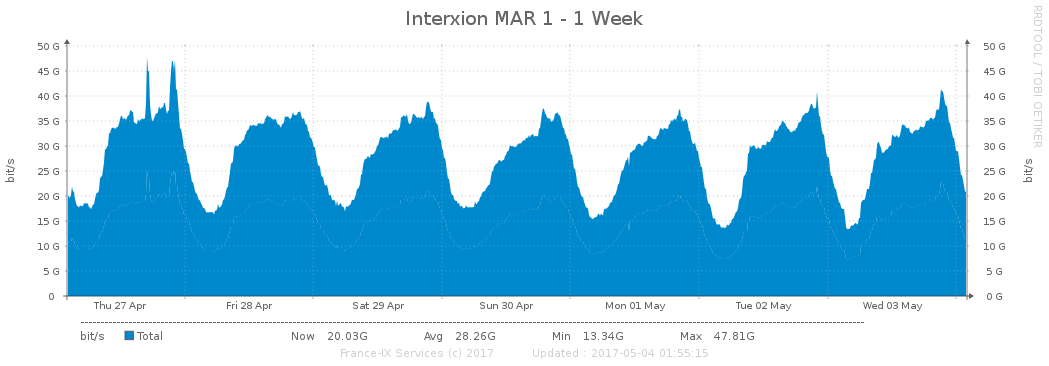 Interxion MAR 1 - 1 Week
RRDTOOL / TOBI OETIKER
bit/s
50 G 50 G
45 G 45 G
40 G 40 G
35 G 35 G
30 G 30 G
25 G 25 G
20 G 20 G
15 G 15 G
10 G 10 G
5 G 5 G
0 0 G
bit/s
Thu 27 Apr Fri 28 Apr Sat 29 Apr Sun 30 Apr Mon 01 May Tue 02 May Wed 03 May
bit/s Total Now 20.03G Avg 28.26G Min 13.34G Max 47.81G
France-IX Services (c) 2017 Updated : 2017-05-04 01:55:15